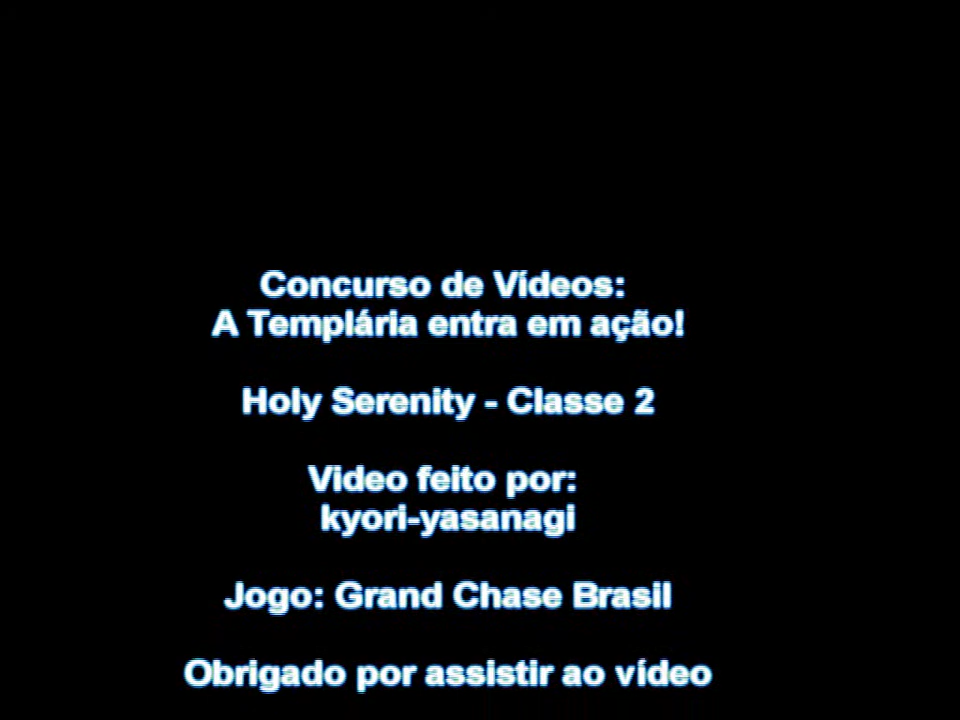 Concurso de Vídeos:
A Templária entra em ação!
Holy Serenity - Classe 2
Video feito por:
kyori-yasanagi
Jogo: Grand Chase Brasil
Obrigado por assistir ao vídeo